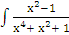 ∫ x²−1 / x⁴+ x²+ 1